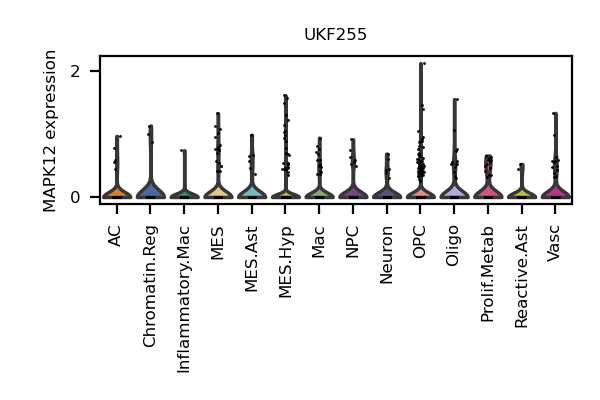 UKF255
MAPK12 expression
2
0
AC
Chromatin.Reg
Inflammatory.Mac
MES
MES.Ast
MES.Hyp
Mac
NPC
Neuron
OPC
Oligo
Prolif.Metab
Reactive.Ast
Vasc